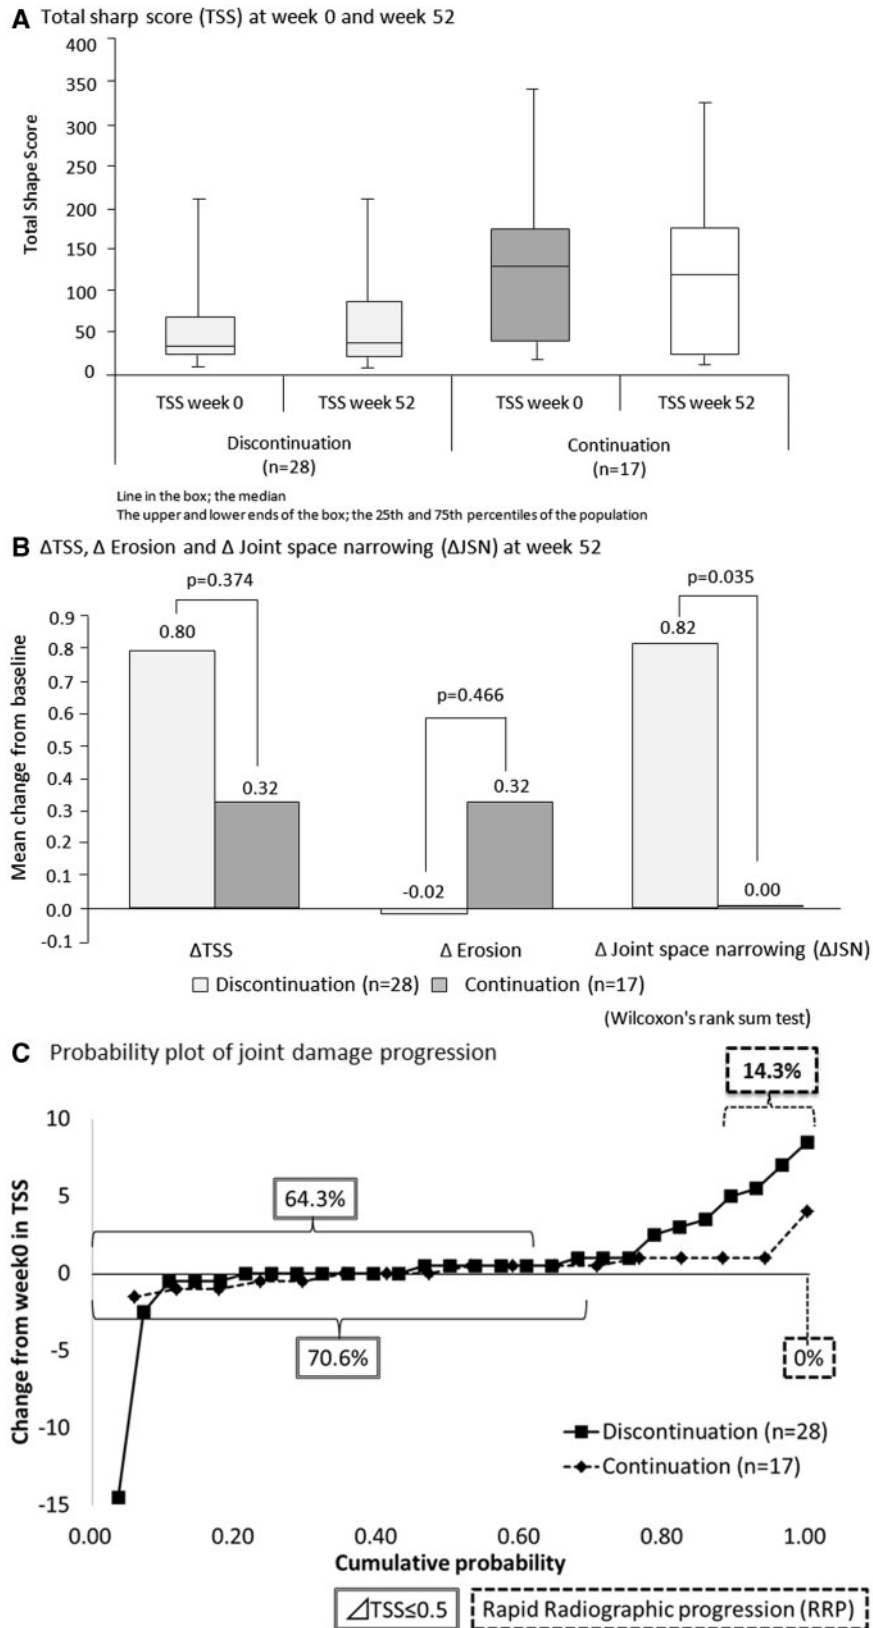 A Total sharp score (TSS) at week 0 and week 52
Total Shape Score
400
350
300
250
200
150
100
50
0
TSS week 0
TSS week 52
TSS week 0
TSS week 52
Discontinuation
(n=28)
Continuation
(n=17)
Line in the box; the median
The upper and lower ends of the box; the 25th and 75th percentiles of the population
B ΔTSS, Δ Erosion and Δ Joint space narrowing (ΔJSN) at week 52
Mean change from baseline
0.9
0.8
0.7
0.6
0.5
0.4
0.3
0.2
0.1
0.0
-0.1
p=0.374
0.80
0.32
p=0.466
-0.02
0.32
p=0.035
0.82
0.00
ΔTSS
Δ Erosion
Δ Joint space narrowing (ΔJSN)
Discontinuation (n=28)
Continuation (n=17)
(Wilcoxon's rank sum test)
C Probability plot of joint damage progression
Change from week0 in TSS
10
5
0
-5
-10
-15
64.3%
70.6%
14.3%
0%
Discontinuation (n=28)
Continuation (n=17)
0.00
0.20
0.40
0.60
0.80
1.00
Cumulative probability
⊿TSS≤0.5
Rapid Radiographic progression (RRP)